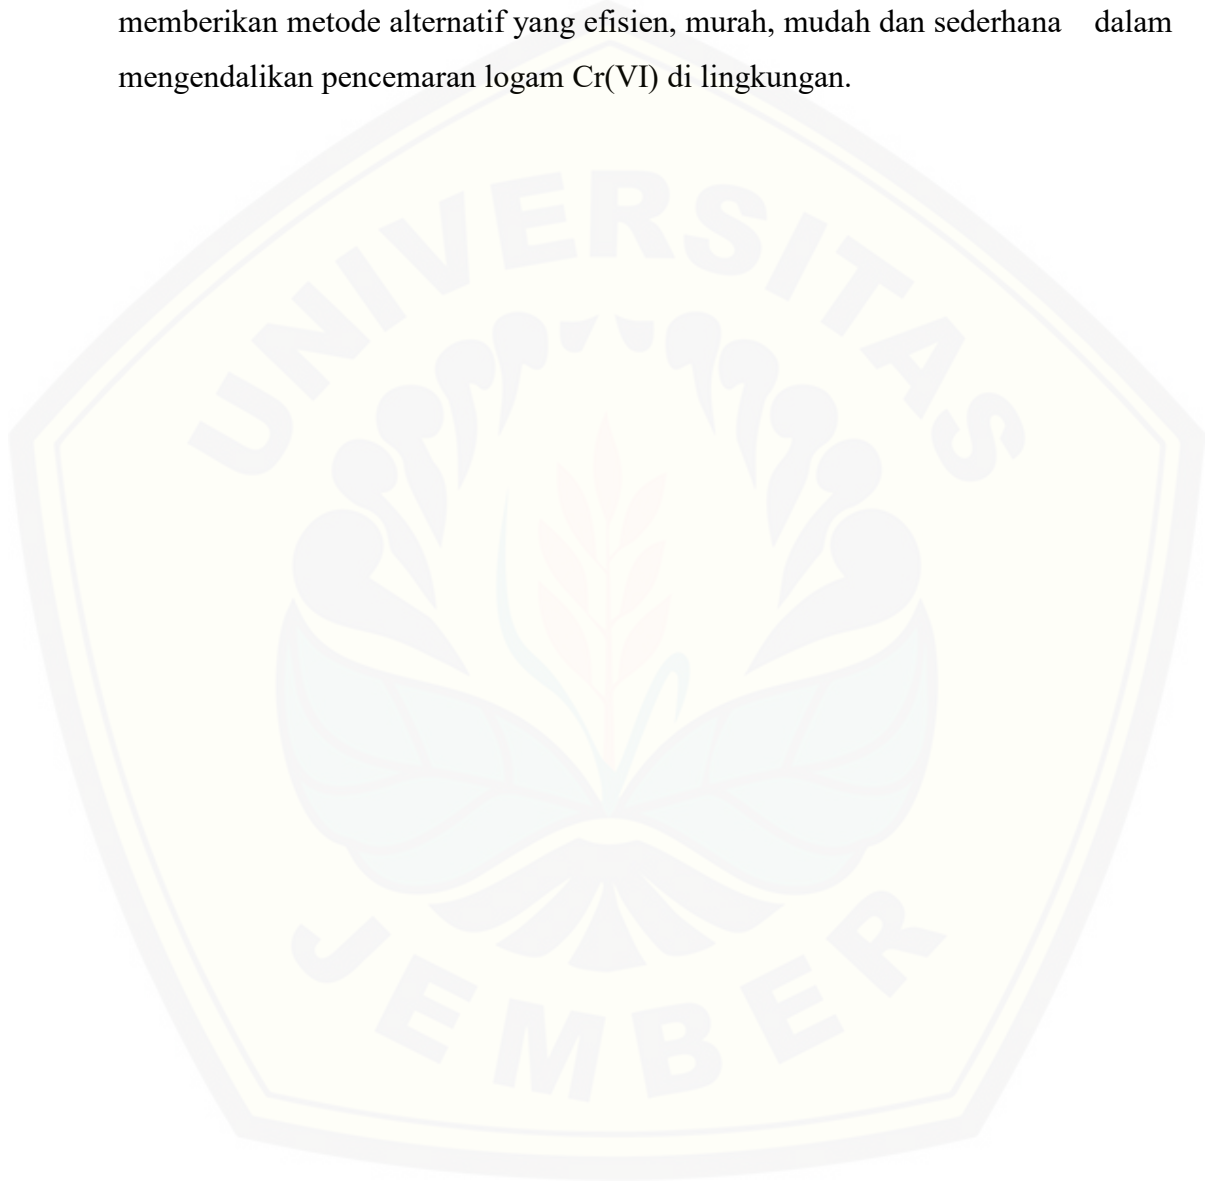 memberikan metode alternatif yang efisien, murah, mudah dan sederhana dalam
mengendalikan pencemaran logam Cr(VI) di lingkungan.
UNIVERSITAS
JEMBER